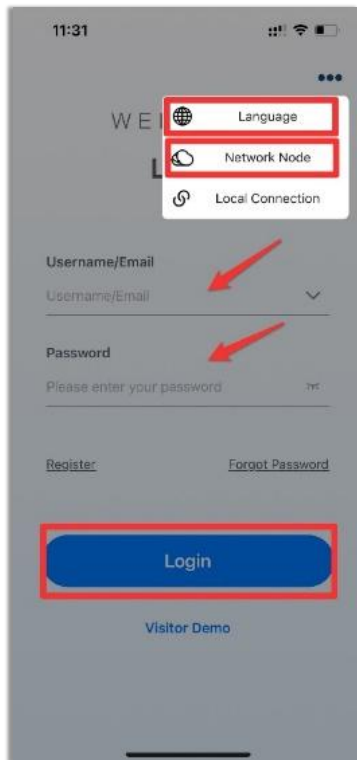 11:31
WE
Language
L
Network Node
Local Connection
Username/Email
Username/Email
Password
Please enter your password
Register Forgot Password
Login
Visitor Demo